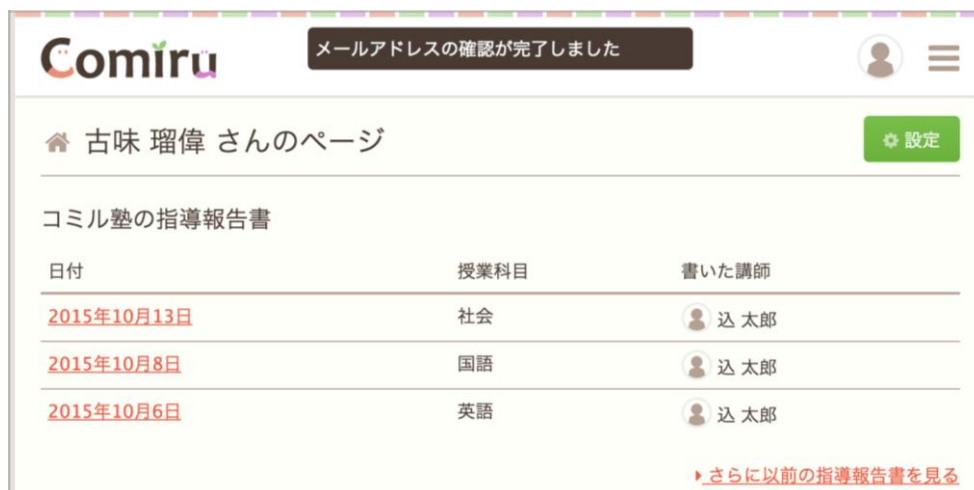 Comiru
メールアドレスの確認が完了しました
古味 瑠偉 さんのページ
設定
コミル塾の指導報告書
日付 授業科目 書いた講師
2015年10月13日 社会 込 太郎
2015年10月8日 国語 込 太郎
2015年10月6日 英語 込 太郎
さらに以前の指導報告書を見る